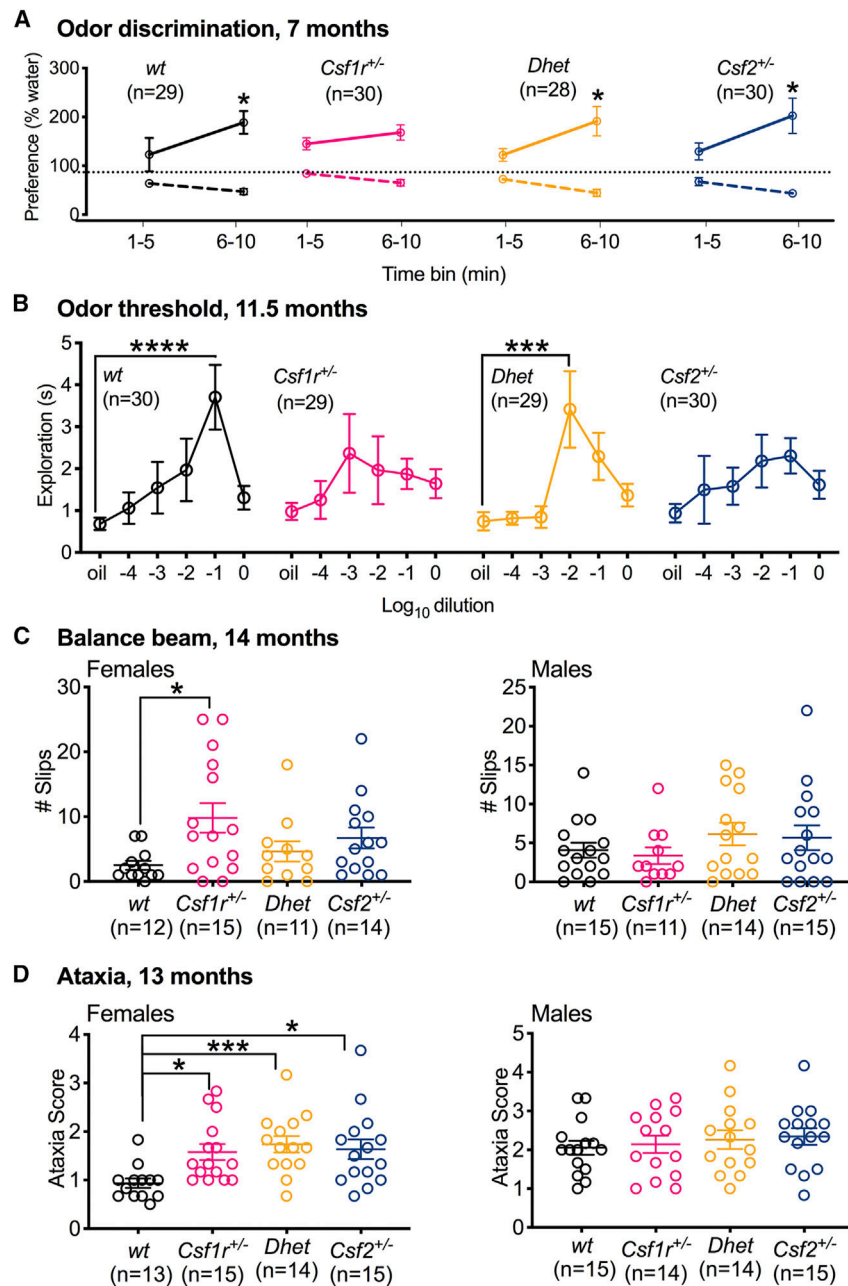 A Odor discrimination, 7 months
Preference (% water)
300
200
100
0
wt
(n=29)
*
Csf1r+/-
(n=30)
Dhet
(n=28)
*
Csf2+/-
(n=30)
*
1-5 6-10 1-5 6-10 1-5 6-10 1-5 6-10
Time bin (min)
B Odor threshold, 11.5 months
Exploration (s)
5
4
3
2
1
0
****
wt
(n=30)
Csf1r+/-
(n=29)
***
Dhet
(n=29)
Csf2+/-
(n=30)
oil -4 -3 -2 -1 0 oil -4 -3 -2 -1 0 oil -4 -3 -2 -1 0 oil -4 -3 -2 -1 0
Log10 dilution
C Balance beam, 14 months
Females
# Slips
30
20
10
0
*
wt Csf1r+/- Dhet Csf2+/-
(n=12) (n=15) (n=11) (n=14)
Males
# Slips
25
20
15
10
5
0
wt Csf1r+/- Dhet Csf2+/-
(n=15) (n=11) (n=14) (n=15)
D Ataxia, 13 months
Females
Ataxia Score
4
3
2
1
0
*
***
*
wt Csf1r+/- Dhet Csf2+/-
(n=13) (n=15) (n=14) (n=15)
Males
Ataxia Score
5
4
3
2
1
0
wt Csf1r+/- Dhet Csf2+/-
(n=15) (n=14) (n=14) (n=15)